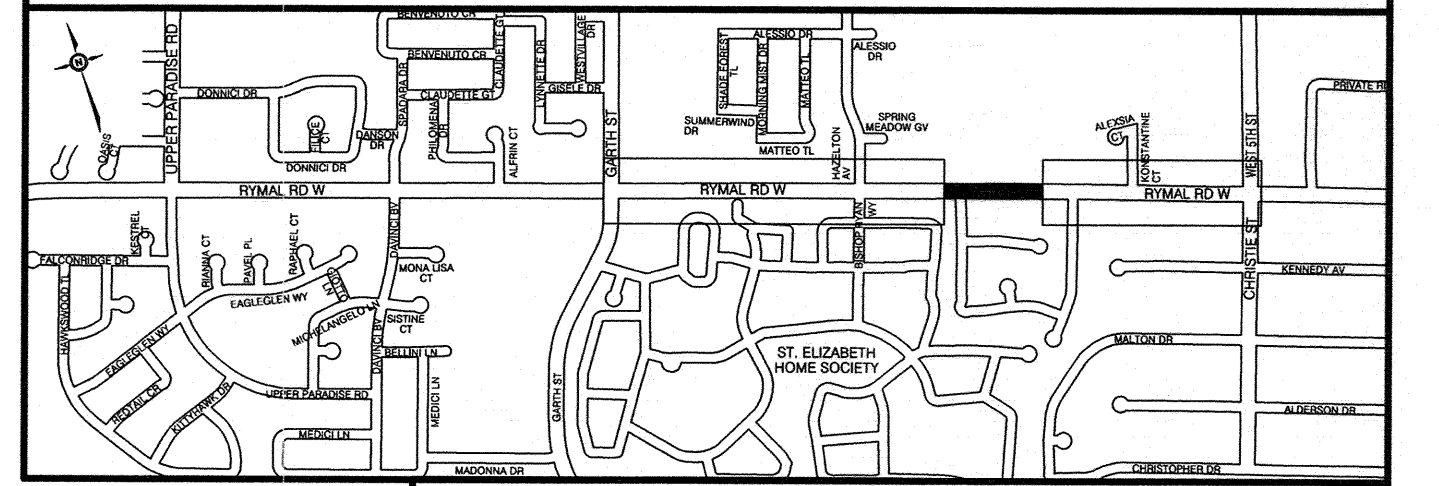 N
UPPER PARADISE RD
OASIS
CT
DONNICI DR
FILICE
CT
DONNICI DR
DANSON
DR
BENVENUTO CR
BENVENUTO CR
SPADARA DR
CLAUDETTE GT
CLAUDETTE GT
PHILOMENA
DR
ALFRIN CT
LYNNETTE DR
WESTVILLAGE
DR
GISELE DR
GARTH ST
SHADE FOREST
TL
ALESSIO DR
MORNING MIST DR
MATTEO TL
SUMMERWIND
DR
MATTEO TL
ALESSIO
DR
HAZELTON
AV
SPRING
MEADOW GV
ALEXSIA
CT
KONSTANTINE
CT
WEST 5TH ST
RYMAL RD W
RYMAL RD W
RYMAL RD W
KESTREL
CT
FALCONRIDGE DR
HAWKSWOOD TL
RIANNA CT
PAVEL PL
RAPHAEL CT
GIOTTO
LN
EAGLEGLEN WY
MICHELANGELO LN
DAVINCI BV
MONA LISA
CT
SISTINE
CT
DAVINCI BV
BELLINI LN
EAGLEGLEN WY
REDTAIL CR
KITTYHAWK DR
UPPER PARADISE RD
MEDICI LN
MEDICI LN
MADONNA DR
GARTH ST
BISHOP RYAN
WY
ST. ELIZABETH
HOME SOCIETY
CHRISTIE ST
KENNEDY AV
MALTON DR
ALDERSON DR
CHRISTOPHER DR